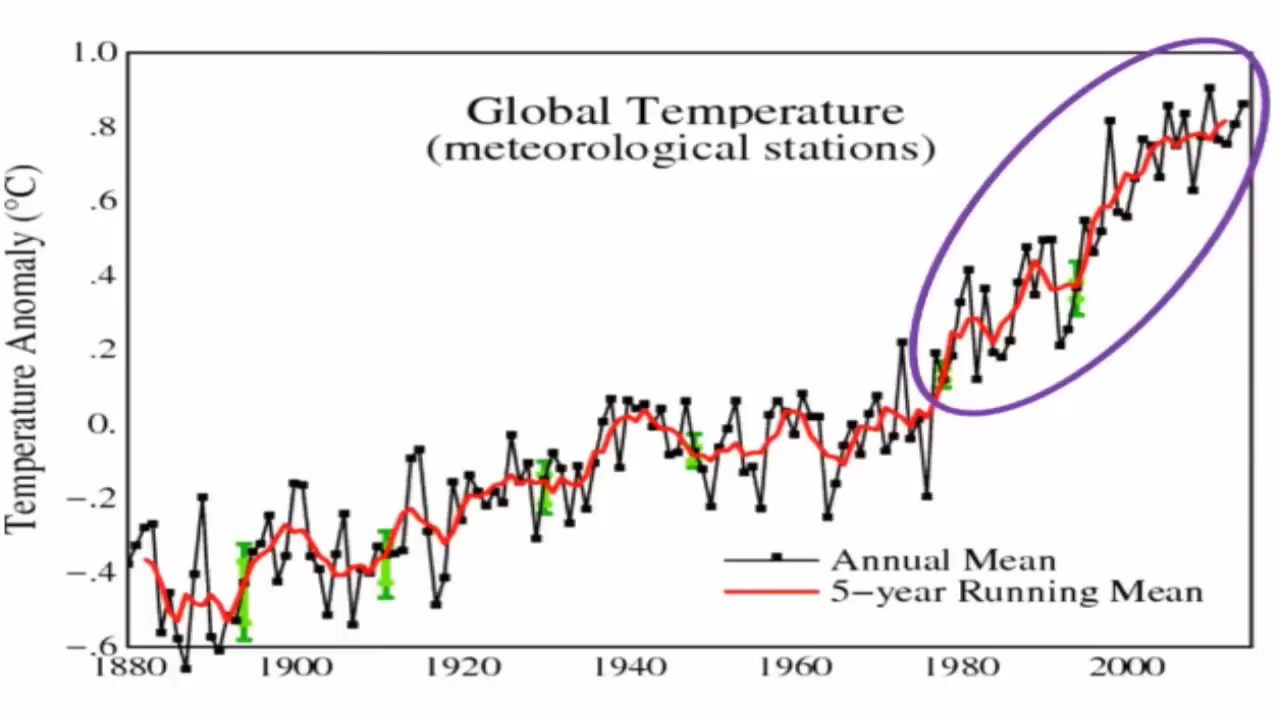 1.0
.8
.6
.4
.2
0.
−.2
−.4
−.6
Temperature Anomaly (°C)
Global Temperature
(meteorological stations)
Annual Mean
5−year Running Mean
1880 1900 1920 1940 1960 1980 2000